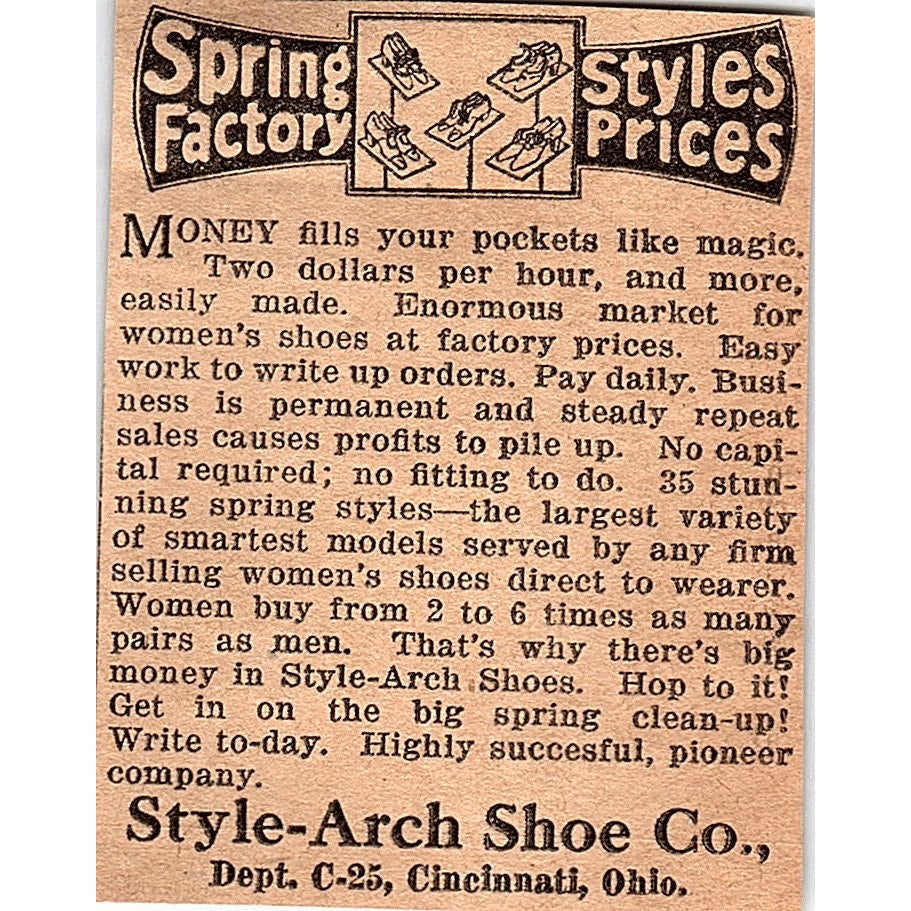 Spring Styles
Factory Prices
MONEY fills your pockets like magic.
Two dollars per hour, and more,
easily made. Enormous market for
women's shoes at factory prices. Easy
work to write up orders. Pay daily. Busi-
ness is permanent and steady repeat
sales causes profits to pile up. No capi-
tal required; no fitting to do. 35 stun-
ning spring styles—the largest variety
of smartest models served by any firm
selling women's shoes direct to wearer.
Women buy from 2 to 6 times as many
pairs as men. That's why there's big
money in Style-Arch Shoes. Hop to it!
Get in on the big spring clean-up!
Write to-day. Highly succesful, pioneer
company.
Style-Arch Shoe Co.,
Dept. C-25, Cincinnati, Ohio.